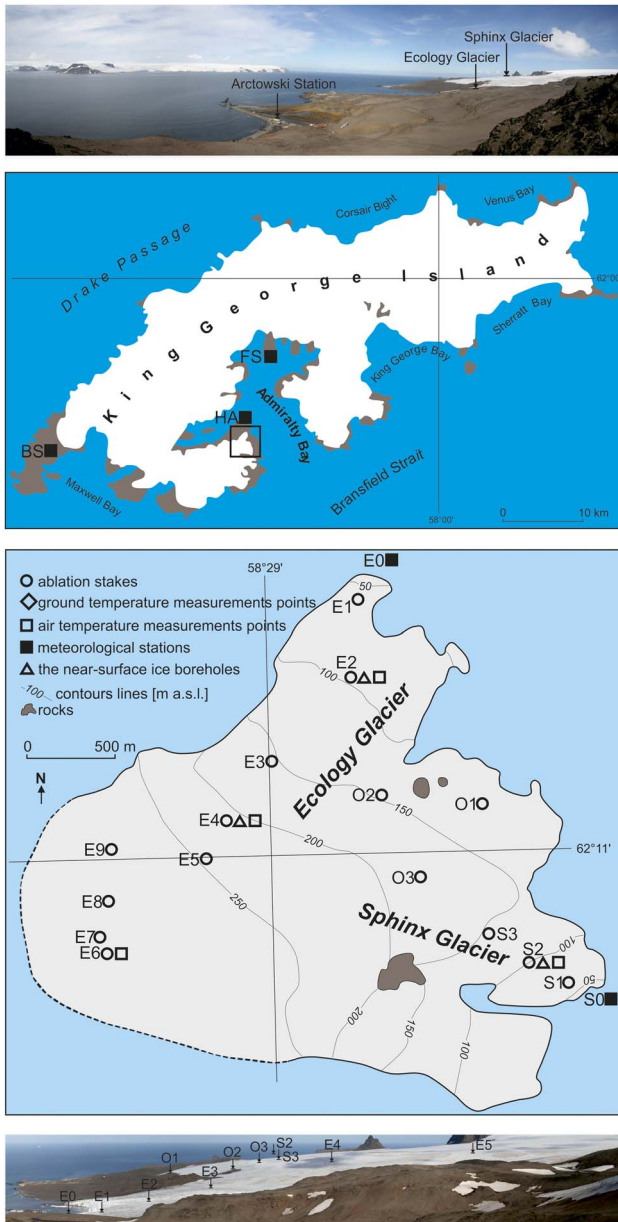 Sphinx Glacier
Ecology Glacier
Arctowski Station
Corsair Bight
Venus Bay
Drake Passage
King George Island
62°00'
Sherratt Bay
King George Bay
FS
Admiralty Bay
HA
BS
Maxwell Bay
Bransfield Strait
58°00'
0 10 km
58°29'
E0
ablation stakes
50
E1
ground temperature measurements points
air temperature measurements points
meteorological stations
E2
the near-surface ice boreholes
100
100 contours lines [m a.s.l.]
rocks
0 500 m
N
E3
Ecology Glacier
O2
150
O1
E4
200
E9
E5
62°11'
O3
E8
250
Sphinx Glacier
S3
E7
S2
100
E6
S1
50
S0
200
150
100
S2
O3
E4
E5
O1
O2
S3
E3
E2
E0
E1